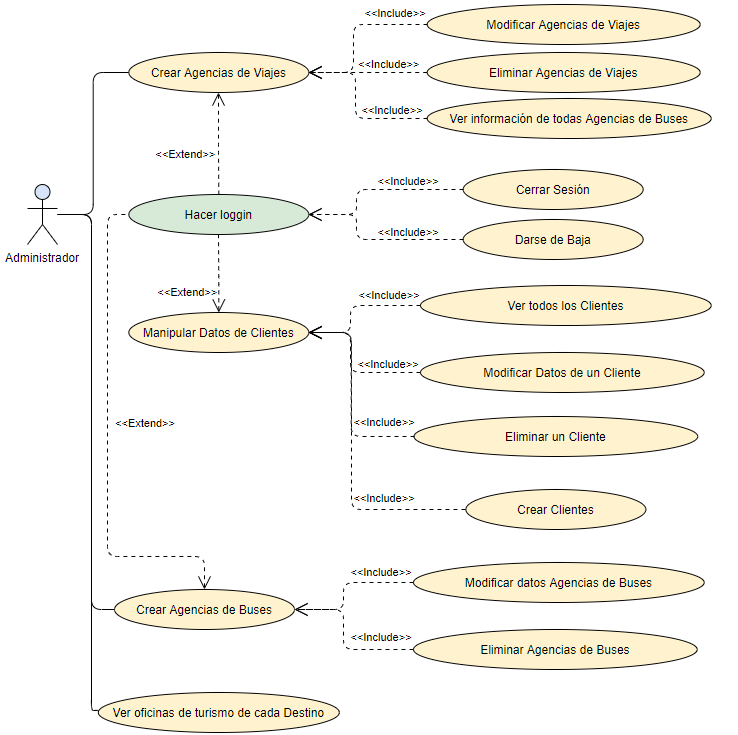 <<Include>>
Modificar Agencias de Viajes
Crear Agencias de Viajes
<<Include>>
Eliminar Agencias de Viajes
<<Include>>
Ver información de todas Agencias de Buses
<<Extend>>
<<Include>>
Cerrar Sesión
Hacer loggin
<<Include>>
Darse de Baja
Administrador
<<Extend>>
<<Include>>
Ver todos los Clientes
Manipular Datos de Clientes
<<Include>>
Modificar Datos de un Cliente
<<Extend>>
<<Include>>
Eliminar un Cliente
<<Include>>
Crear Clientes
<<Include>>
Modificar datos Agencias de Buses
Crear Agencias de Buses
<<Include>>
Eliminar Agencias de Buses
Ver oficinas de turismo de cada Destino